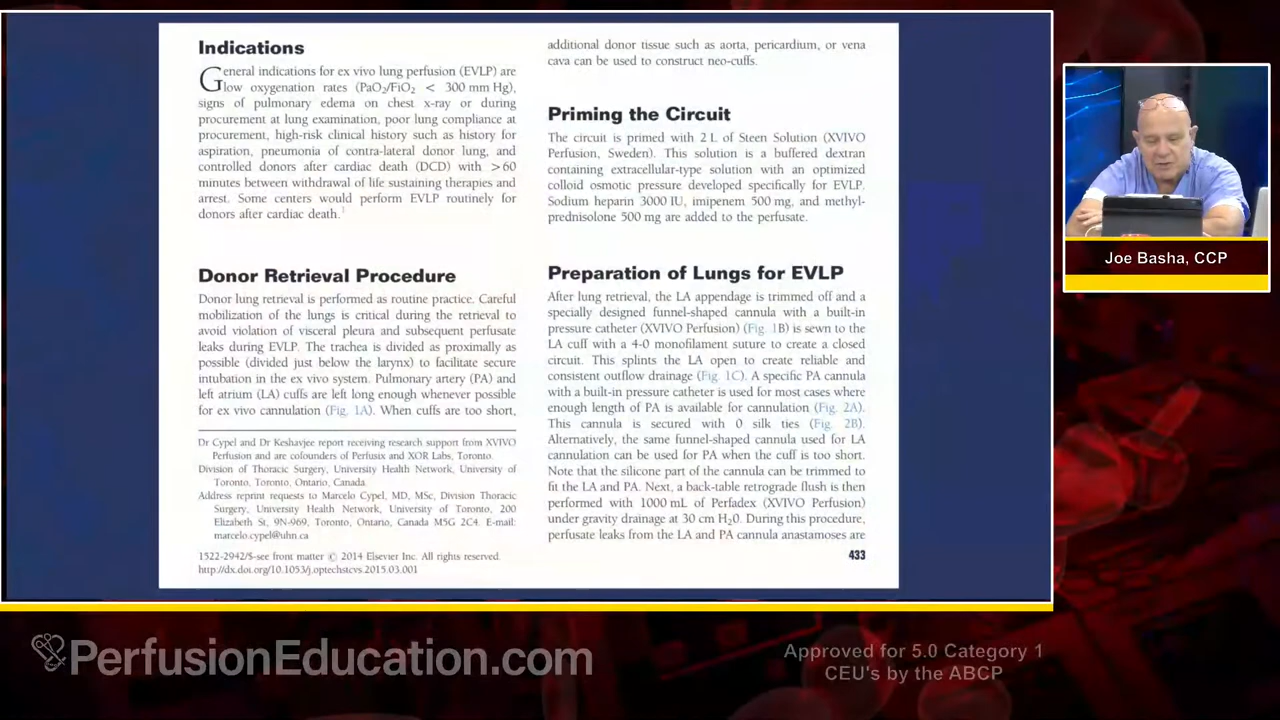 Indications
General indications for ex vivo lung perfusion (EVLP) are
low oxygenation rates (PaO2/FiO2 < 300 mm Hg),
signs of pulmonary edema on chest x-ray or during
procurement at lung examination, poor lung compliance at
procurement, high-risk clinical history such as history for
aspiration, pneumonia of contra-lateral donor lung, and
controlled donors after cardiac death (DCD) with >60
minutes between withdrawal of life sustaining therapies and
arrest. Some centers would perform EVLP routinely for
donors after cardiac death.1
Donor Retrieval Procedure
Donor lung retrieval is performed as routine practice. Careful
mobilization of the lungs is critical during the retrieval to
avoid violation of visceral pleura and subsequent perfusate
leaks during EVLP. The trachea is divided as proximally as
possible (divided just below the larynx) to facilitate secure
intubation in the ex vivo system. Pulmonary artery (PA) and
left atrium (LA) cuffs are left long enough whenever possible
for ex vivo cannulation (Fig. 1A). When cuffs are too short,
Dr Cypel and Dr Keshavjee report receiving research support from XVIVO
Perfusion and are cofounders of Perfusix and XOR Labs, Toronto.
Division of Thoracic Surgery, University Health Network, University of
Toronto, Toronto, Ontario, Canada.
Address reprint requests to Marcelo Cypel, MD, MSc, Division Thoracic
Surgery, University Health Network, University of Toronto, 200
Elizabeth St, 9N-969, Toronto, Ontario, Canada M5G 2C4. E-mail:
marcelo.cypel@uhn.ca
1522-2942/$-see front matter © 2014 Elsevier Inc. All rights reserved.
http://dx.doi.org/10.1053/j.optechstcvs.2015.03.001
additional donor tissue such as aorta, pericardium, or vena
cava can be used to construct neo-cuffs.
Priming the Circuit
The circuit is primed with 2 L of Steen Solution (XVIVO
Perfusion, Sweden). This solution is a buffered dextran
containing extracellular-type solution with an optimized
colloid osmotic pressure developed specifically for EVLP.
Sodium heparin 3000 IU, imipenem 500 mg, and methyl-
prednisolone 500 mg are added to the perfusate.
Preparation of Lungs for EVLP
After lung retrieval, the LA appendage is trimmed off and a
specially designed funnel-shaped cannula with a built-in
pressure catheter (XVIVO Perfusion) (Fig. 1B) is sewn to the
LA cuff with a 4-0 monofilament suture to create a closed
circuit. This splints the LA open to create reliable and
consistent outflow drainage (Fig. 1C). A specific PA cannula
with a built-in pressure catheter is used for most cases where
enough length of PA is available for cannulation (Fig. 2A).
This cannula is secured with 0 silk ties (Fig. 2B).
Alternatively, the same funnel-shaped cannula used for LA
cannulation can be used for PA when the cuff is too short.
Note that the silicone part of the cannula can be trimmed to
fit the LA and PA. Next, a back-table retrograde flush is then
performed with 1000 mL of Perfadex (XVIVO Perfusion)
under gravity drainage at 30 cm H20. During this procedure,
perfusate leaks from the LA and PA cannula anastomoses are
433
Joe Basha, CCP
PerfusionEducation.com
Approved for 5.0 Category 1
CEU's by the ABCP